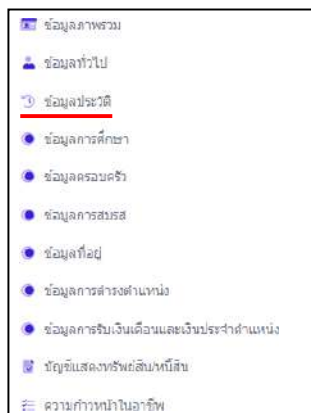 ข้อมูลภาพรวม
ข้อมูลทั่วไป
ข้อมูลประวัติ
ข้อมูลการศึกษา
ข้อมูลครอบครัว
ข้อมูลการสมรส
ข้อมูลที่อยู่
ข้อมูลการดำรงตำแหน่ง
ข้อมูลการรับเงินเดือนและเงินประจำตำแหน่ง
บัญชีแสดงทรัพย์สิน/หนี้สิน
ความก้าวหน้าในอาชีพ